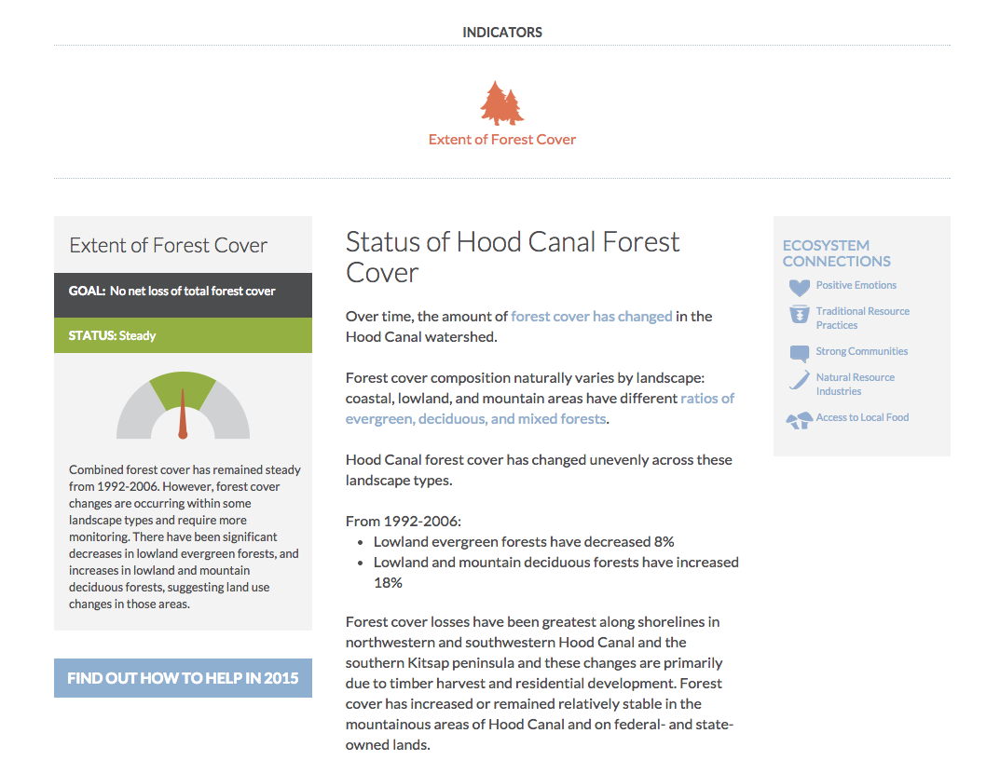 INDICATORS
Extent of Forest Cover
Extent of Forest Cover
GOAL: No net loss of total forest cover
STATUS: Steady
Combined forest cover has remained steady
from 1992-2006. However, forest cover
changes are occurring within some
landscape types and require more
monitoring. There have been significant
decreases in lowland evergreen forests, and
increases in lowland and mountain
deciduous forests, suggesting land use
changes in those areas.
FIND OUT HOW TO HELP IN 2015
Status of Hood Canal Forest
Cover
Over time, the amount of forest cover has changed in the
Hood Canal watershed.
Forest cover composition naturally varies by landscape:
coastal, lowland, and mountain areas have different ratios of
evergreen, deciduous, and mixed forests.
Hood Canal forest cover has changed unevenly across these
landscape types.
From 1992-2006:
• Lowland evergreen forests have decreased 8%
• Lowland and mountain deciduous forests have increased
18%
Forest cover losses have been greatest along shorelines in
northwestern and southwestern Hood Canal and the
southern Kitsap peninsula and these changes are primarily
due to timber harvest and residential development. Forest
cover has increased or remained relatively stable in the
mountainous areas of Hood Canal and on federal- and state-
owned lands.
ECOSYSTEM
CONNECTIONS
Positive Emotions
Traditional Resource
Practices
Strong Communities
Natural Resource
Industries
Access to Local Food